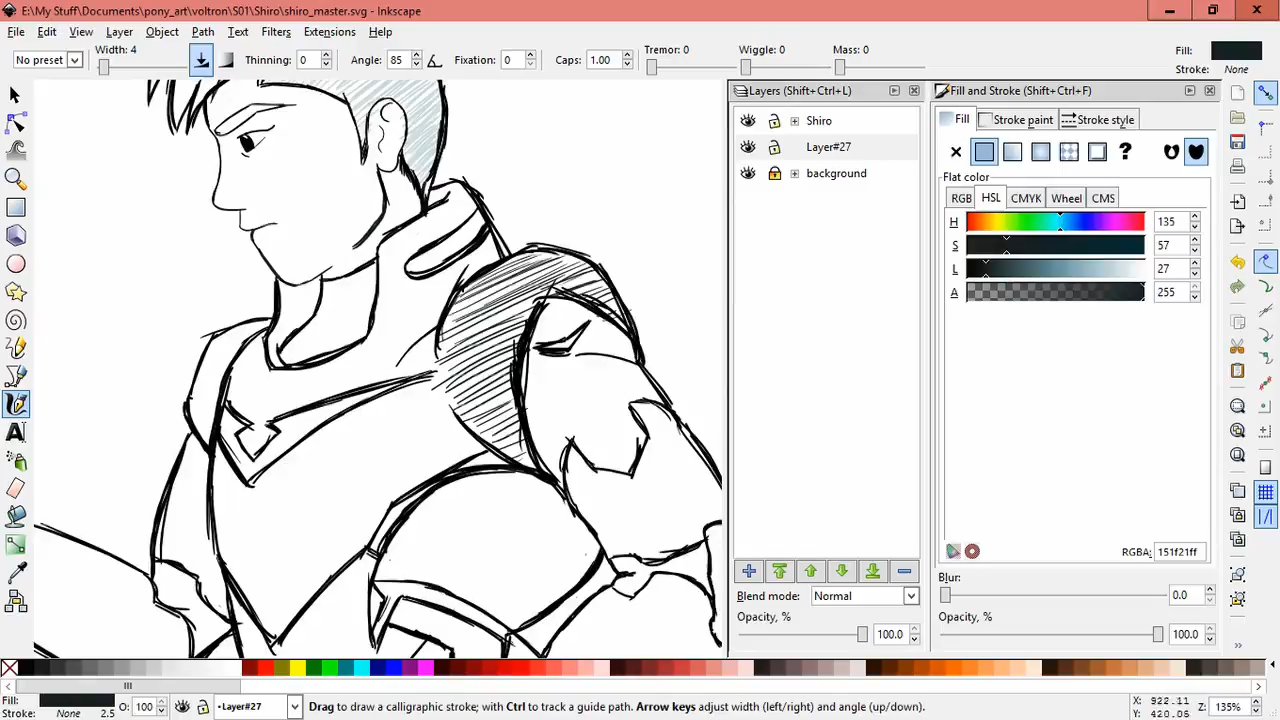 E:\My Stuff\Documents\pony_art\voltron\S01\Shiro\shiro_master.svg - Inkscape
File Edit View Layer Object Path Text Filters Extensions Help
No preset Width: 4 Thinning: 0 Angle: 85 Fixation: 0 Caps: 1.00 Tremor: 0 Wiggle: 0 Mass: 0 Fill:
Stroke: None
Layers (Shift+Ctrl+L)
Shiro
Layer#27
background
Blend mode: Normal
Opacity, %
100.0
Fill and Stroke (Shift+Ctrl+F)
Fill Stroke paint Stroke style
?
Flat color
RGB HSL CMYK Wheel CMS
H 135
S 57
L 27
A 255
RGBA: 151f21ff
Blur:
0.0
Opacity, %
100.0
Fill:
Stroke: None 2.5
O: 100
•Layer#27
Drag to draw a calligraphic stroke; with Ctrl to track a guide path. Arrow keys adjust width (left/right) and angle (up/down).
X: 922.11
Y: 420.05
Z: 135%